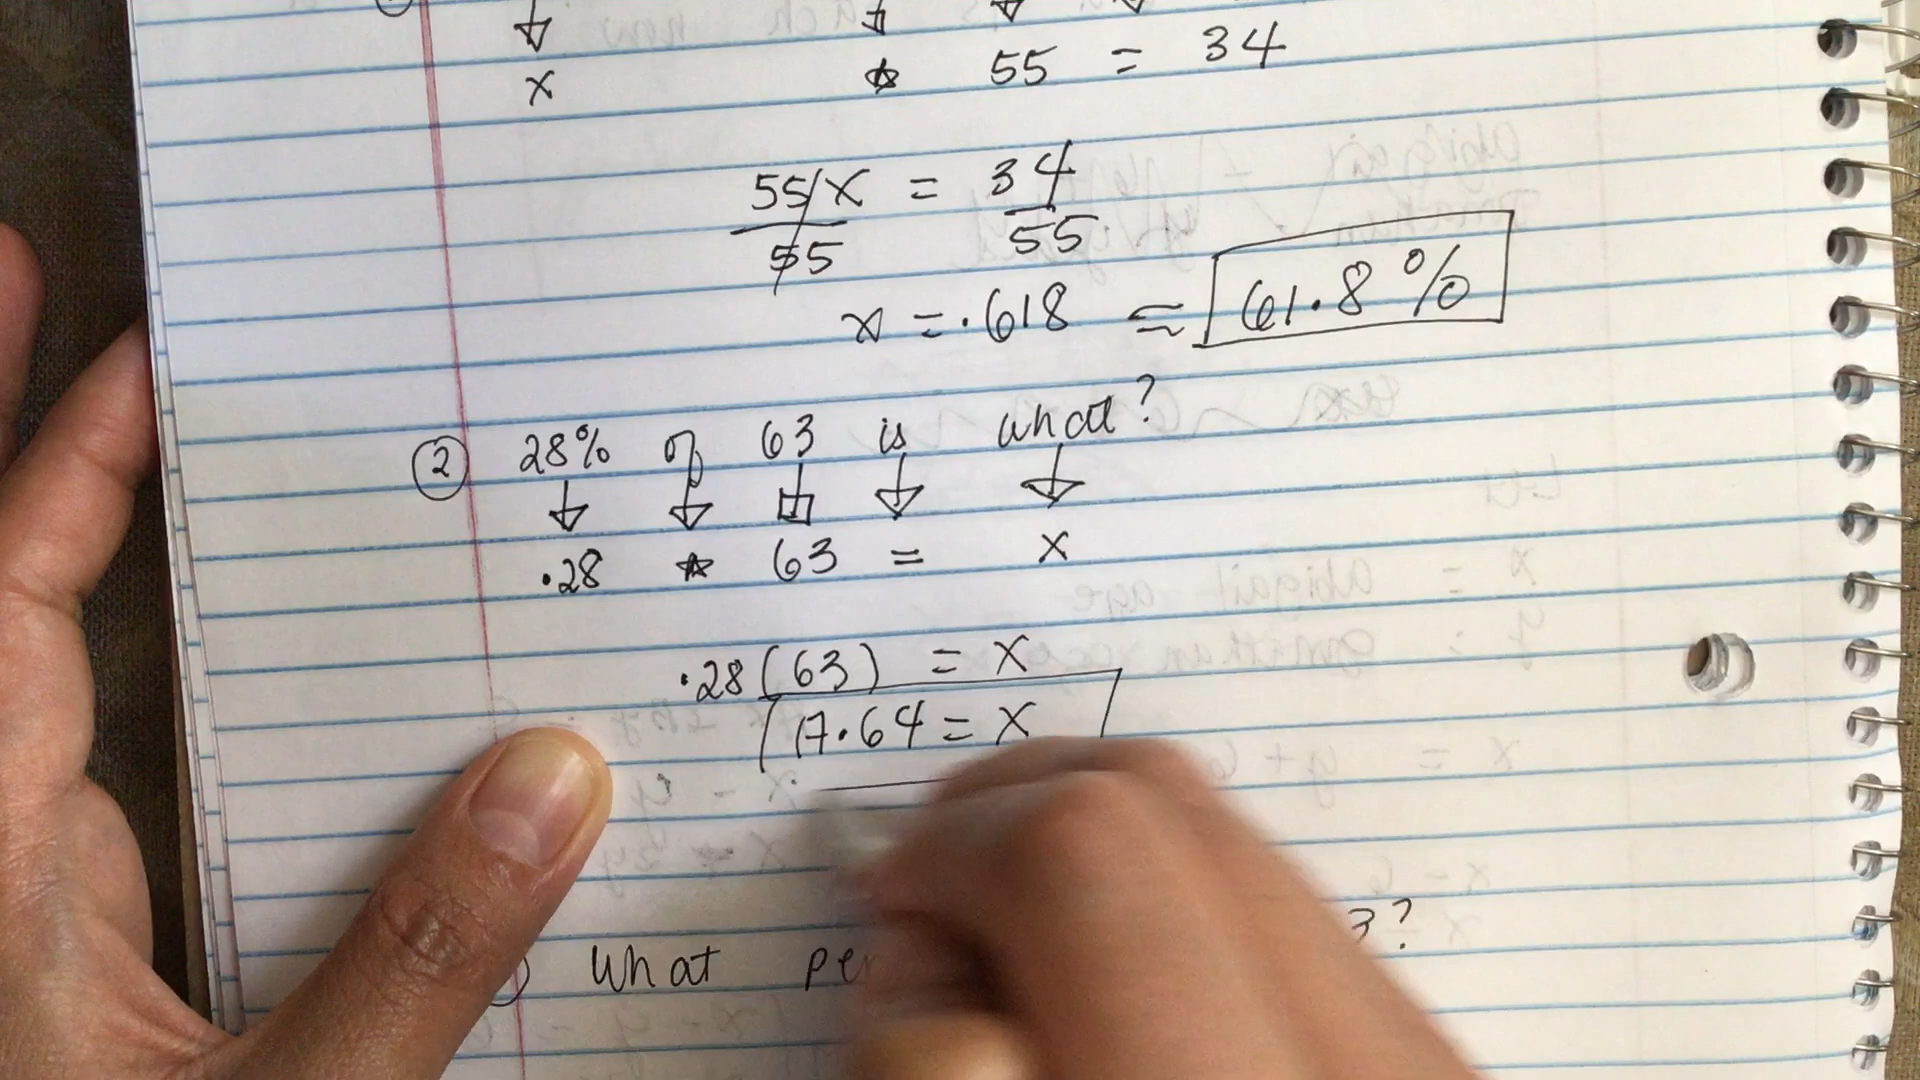 x * 55 = 34
55x = 34
55 55
x = .618 = 61.8%
2 28% of 63 is what?
.28 * 63 = x
.28(63) = x
17.64 = x
What 3?